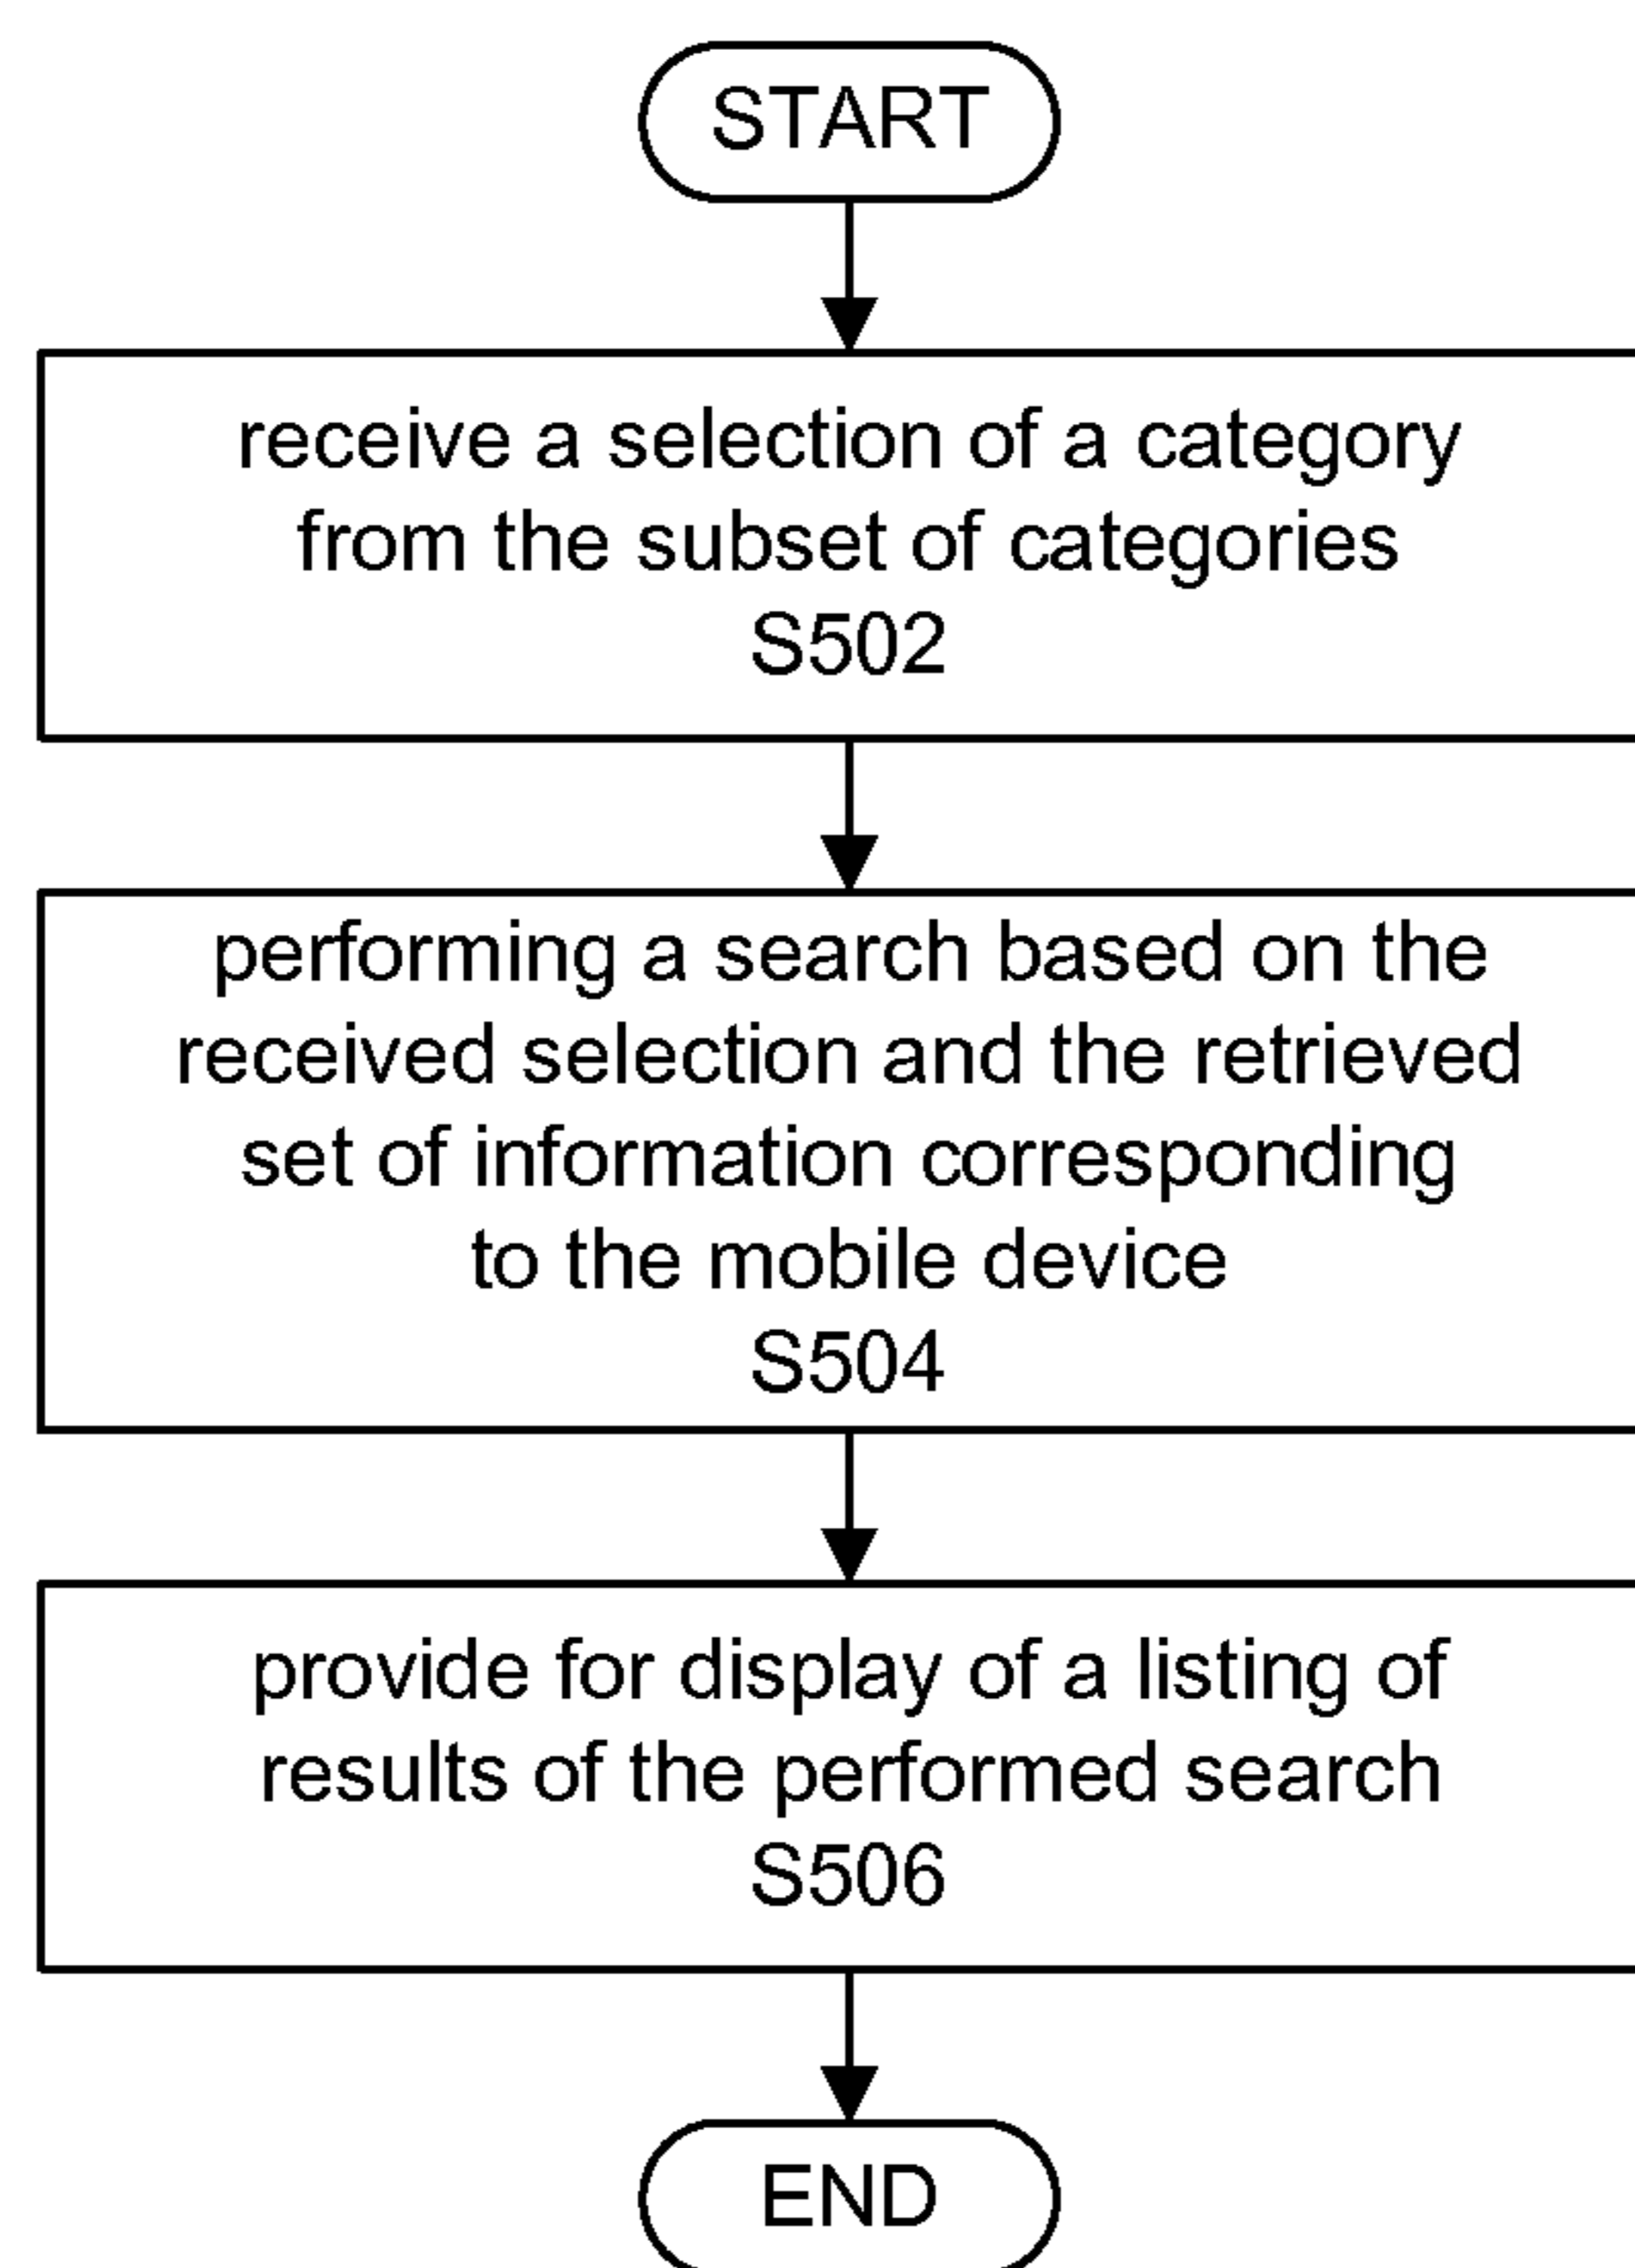 START
receive a selection of a category
from the subset of categories
S502
performing a search based on the
received selection and the retrieved
set of information corresponding
to the mobile device
S504
provide for display of a listing of
results of the performed search
S506
END